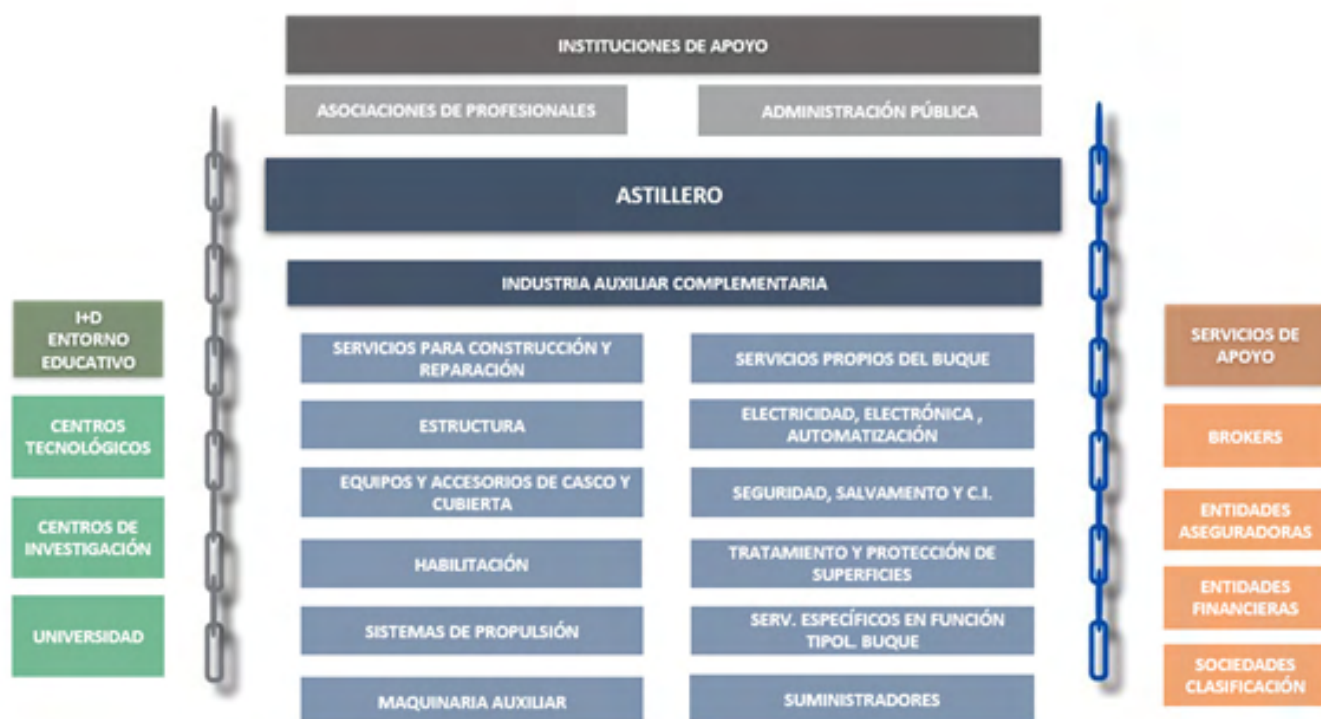 INSTITUCIONES DE APOYO
ASOCIACIONES DE PROFESIONALES
ADMINISTRACIÓN PÚBLICA
ASTILLERO
INDUSTRIA AUXILIAR COMPLEMENTARIA
I+D
ENTORNO
EDUCATIVO
CENTROS
TECNOLÓGICOS
CENTROS DE
INVESTIGACIÓN
UNIVERSIDAD
SERVICIOS PARA CONSTRUCCIÓN Y
REPARACIÓN
ESTRUCTURA
EQUIPOS Y ACCESORIOS DE CASCO Y
CUBIERTA
HABILITACIÓN
SISTEMAS DE PROPULSIÓN
MAQUINARIA AUXILIAR
SERVICIOS PROPIOS DEL BUQUE
ELECTRICIDAD, ELECTRÓNICA ,
AUTOMATIZACIÓN
SEGURIDAD, SALVAMENTO Y C.I.
TRATAMIENTO Y PROTECCIÓN DE
SUPERFICIES
SERV. ESPECÍFICOS EN FUNCIÓN
TIPOL. BUQUE
SUMINISTRADORES
SERVICIOS DE
APOYO
BROKERS
ENTIDADES
ASEGURADORAS
ENTIDADES
FINANCIERAS
SOCIEDADES
CLASIFICACIÓN